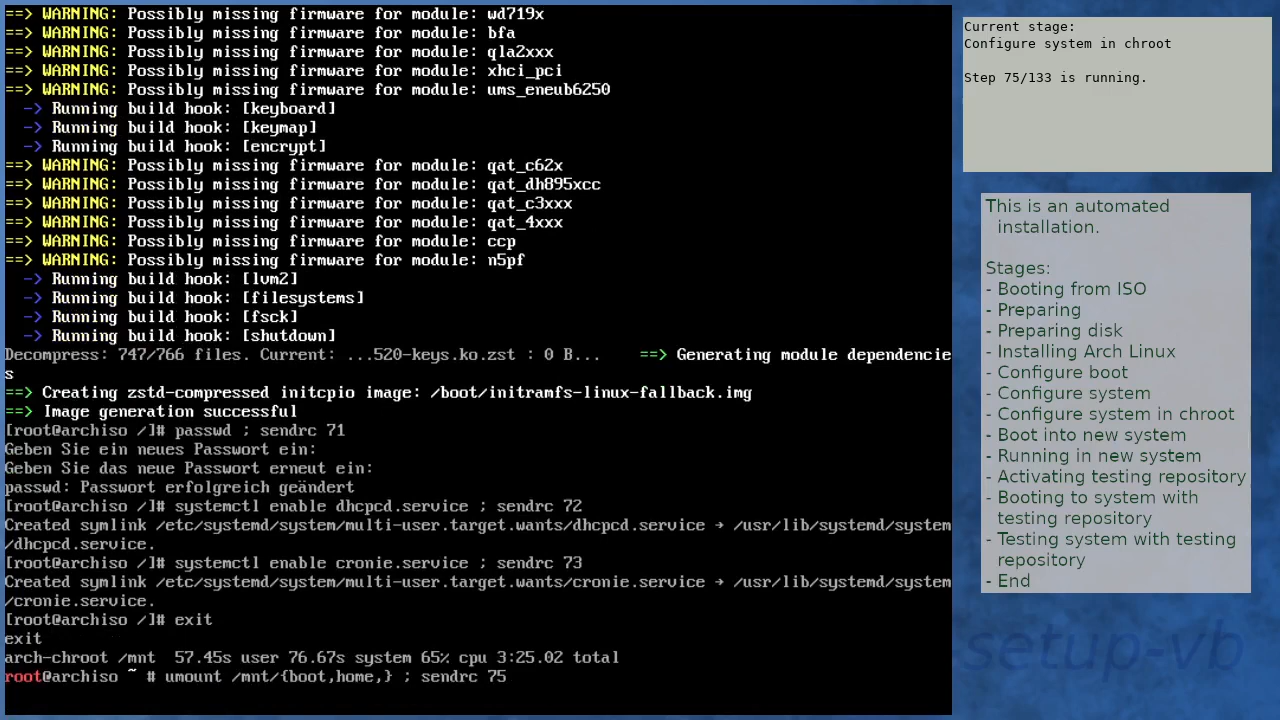 ==> WARNING: Possibly missing firmware for module: wd719x
==> WARNING: Possibly missing firmware for module: bfa
==> WARNING: Possibly missing firmware for module: qla2xxx
==> WARNING: Possibly missing firmware for module: xhci_pci
==> WARNING: Possibly missing firmware for module: ums_eneub6250
  -> Running build hook: [keyboard]
  -> Running build hook: [keymap]
  -> Running build hook: [encrypt]
==> WARNING: Possibly missing firmware for module: qat_c62x
==> WARNING: Possibly missing firmware for module: qat_dh895xcc
==> WARNING: Possibly missing firmware for module: qat_c3xxx
==> WARNING: Possibly missing firmware for module: qat_4xxx
==> WARNING: Possibly missing firmware for module: ccp
==> WARNING: Possibly missing firmware for module: n5pf
  -> Running build hook: [lvm2]
  -> Running build hook: [filesystems]
  -> Running build hook: [fsck]
  -> Running build hook: [shutdown]
Decompress: 747/766 files. Current: ...520-keys.ko.zst : 0 B...    ==> Generating module dependencie
s
==> Creating zstd-compressed initcpio image: /boot/initramfs-linux-fallback.img
==> Image generation successful
[root@archiso /]# passwd ; sendrc 71
Geben Sie ein neues Passwort ein:
Geben Sie das neue Passwort erneut ein:
passwd: Passwort erfolgreich geändert
[root@archiso /]# systemctl enable dhcpcd.service ; sendrc 72
Created symlink /etc/systemd/system/multi-user.target.wants/dhcpcd.service → /usr/lib/systemd/system
/dhcpcd.service.
[root@archiso /]# systemctl enable cronie.service ; sendrc 73
Created symlink /etc/systemd/system/multi-user.target.wants/cronie.service → /usr/lib/systemd/system
/cronie.service.
[root@archiso /]# exit
exit
arch-chroot /mnt  57.45s user 76.67s system 65% cpu 3:25.02 total
root@archiso ~ # umount /mnt/{boot,home,} ; sendrc 75
Current stage:
Configure system in chroot
Step 75/133 is running.
This is an automated
installation.
Stages:
- Booting from ISO
- Preparing
- Preparing disk
- Installing Arch Linux
- Configure boot
- Configure system
- Configure system in chroot
- Boot into new system
- Running in new system
- Activating testing repository
- Booting to system with
testing repository
- Testing system with testing
repository
- End
setup-vb